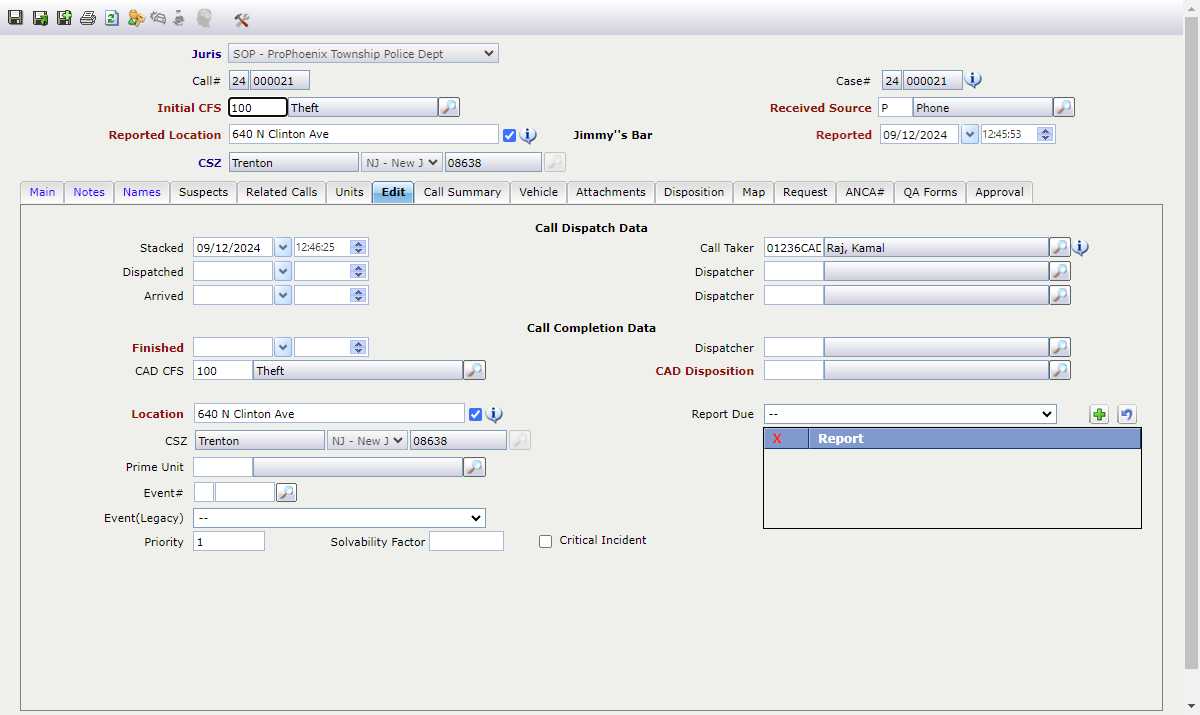 Juris SOP - ProPhoenix Township Police Dept
Call# 24 000021 Case# 24 000021
Initial CFS 100 Theft Received Source P Phone
Reported Location 640 N Clinton Ave Jimmy''s Bar Reported 09/12/2024 12:45:53
CSZ Trenton NJ - New J 08638
Main Notes Names Suspects Related Calls Units Edit Call Summary Vehicle Attachments Disposition Map Request ANCA# QA Forms Approval
Call Dispatch Data
Stacked 09/12/2024 12:46:25 Call Taker 01236CAD Raj, Kamal
Dispatched Dispatcher
Arrived Dispatcher
Call Completion Data
Finished Dispatcher
CAD CFS 100 Theft CAD Disposition
Location 640 N Clinton Ave Report Due --
CSZ Trenton NJ - New J 08638 X Report
Prime Unit
Event#
Event(Legacy) --
Priority 1 Solvability Factor Critical Incident